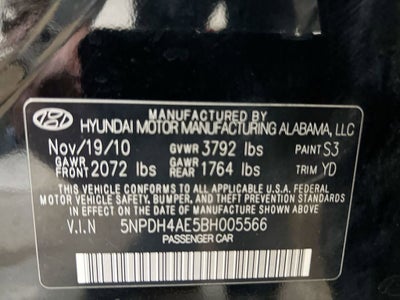 MANUFACTURED BY
HYUNDAI MOTOR MANUFACTURING ALABAMA, LLC
Nov/19/10 GVWR 3792 lbs PAINT S3
GAWR FRONT 2072 lbs GAWR REAR 1764 lbs TRIM YD
THIS VEHICLE CONFORMS TO ALL APPLICABLE U.S.A. FEDERAL
MOTOR VEHICLE SAFETY, BUMPER, AND THEFT PREVENTION STANDARDS
IN EFFECT ON THE DATE OF MANUFACTURE SHOWN ABOVE.
V.I.N 5NPDH4AE5BH005566
PASSENGER CAR